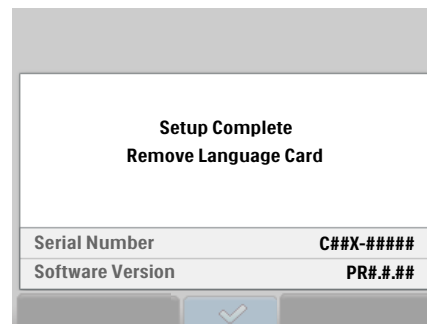 Setup Complete
Remove Language Card
Serial Number C##X-#####
Software Version PR#.#.##